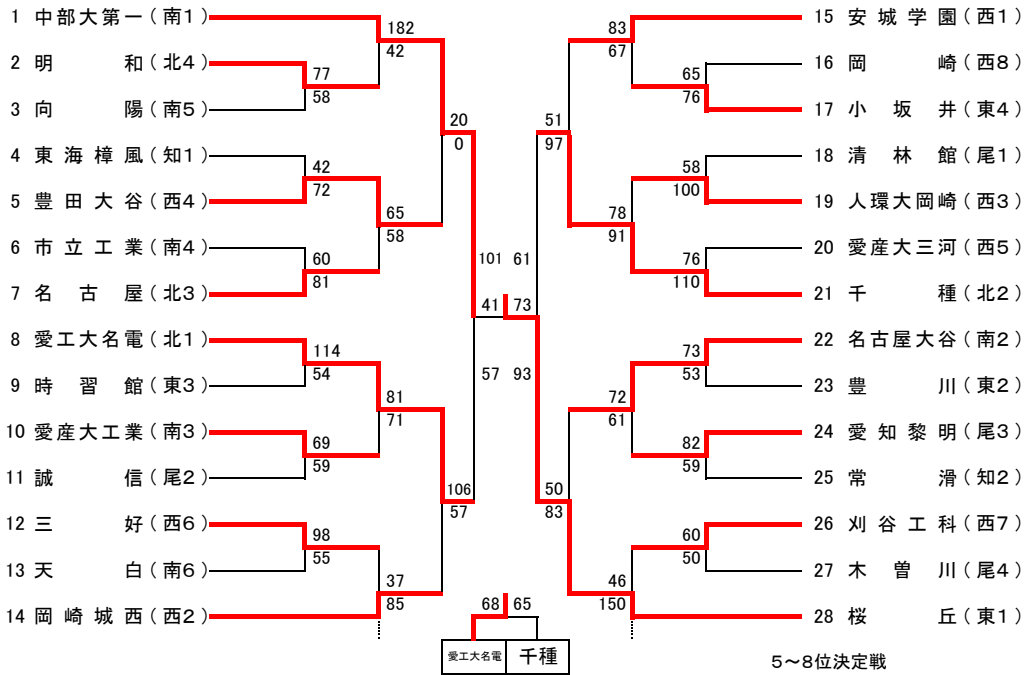 1 中部大第一(南1)
2 明和(北4)
3 向陽(南5)
4 東海樟風(知1)
5 豊田大谷(西4)
6 市立工業(南4)
7 名古屋(北3)
8 愛工大名電(北1)
9 時習館(東3)
10 愛産大工業(南3)
11 誠信(尾2)
12 三好(西6)
13 天白(南6)
14 岡崎城西(西2)
182
42
77
58
42
72
65
58
60
81
20
0
114
54
81
71
69
59
106
57
98
55
37
85
101 61
41 73
57 93
68 65
愛工大名電 千種
83
67
65
76
51
97
58
100
78
91
76
110
73
53
72
61
82
59
50
83
60
50
46
150
15 安城学園(西1)
16 岡崎(西8)
17 小坂井(東4)
18 清林館(尾1)
19 人環大岡崎(西3)
20 愛産大三河(西5)
21 千種(北2)
22 名古屋大谷(南2)
23 豊川(東2)
24 愛知黎明(尾3)
25 常滑(知2)
26 刈谷工科(西7)
27 木曽川(尾4)
28 桜丘(東1)
5～8位決定戦